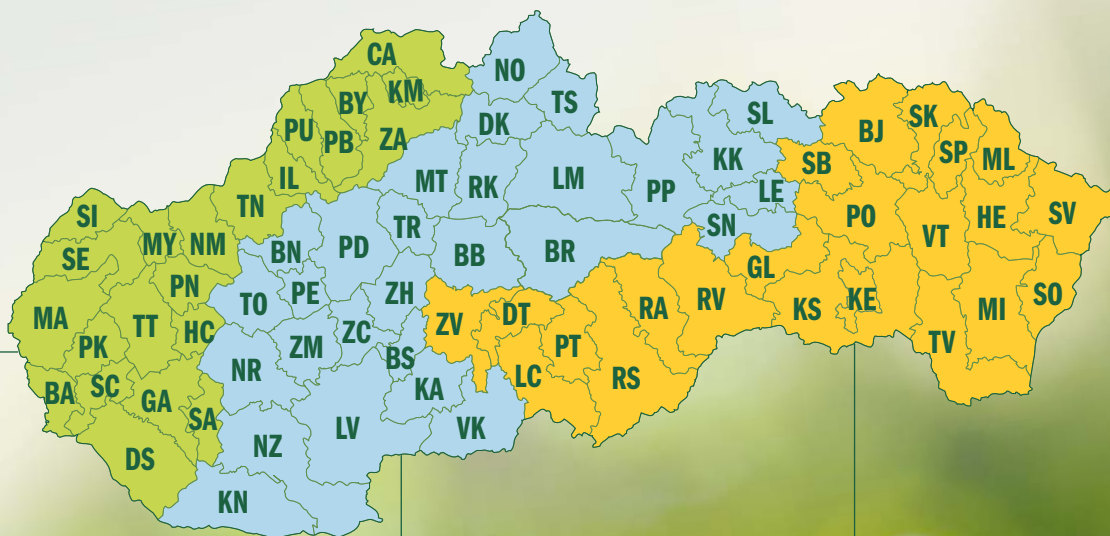 CA
NO
BY
KM
TS
PU
PB
ZA
DK
SL
BJ
SK
SP
ML
IL
MT
RK
LM
PP
KK
LE
SB
TN
TR
SN
PO
VT
HE
SV
SI
SE
MY
NM
BN
PD
BB
BR
GL
PN
TO
PE
ZH
RA
RV
KS
KE
MI
SO
MA
PK
TT
HC
ZM
ZC
BS
ZV
DT
PT
TV
BA
SC
GA
SA
NR
KA
LC
RS
DS
NZ
LV
VK
KN